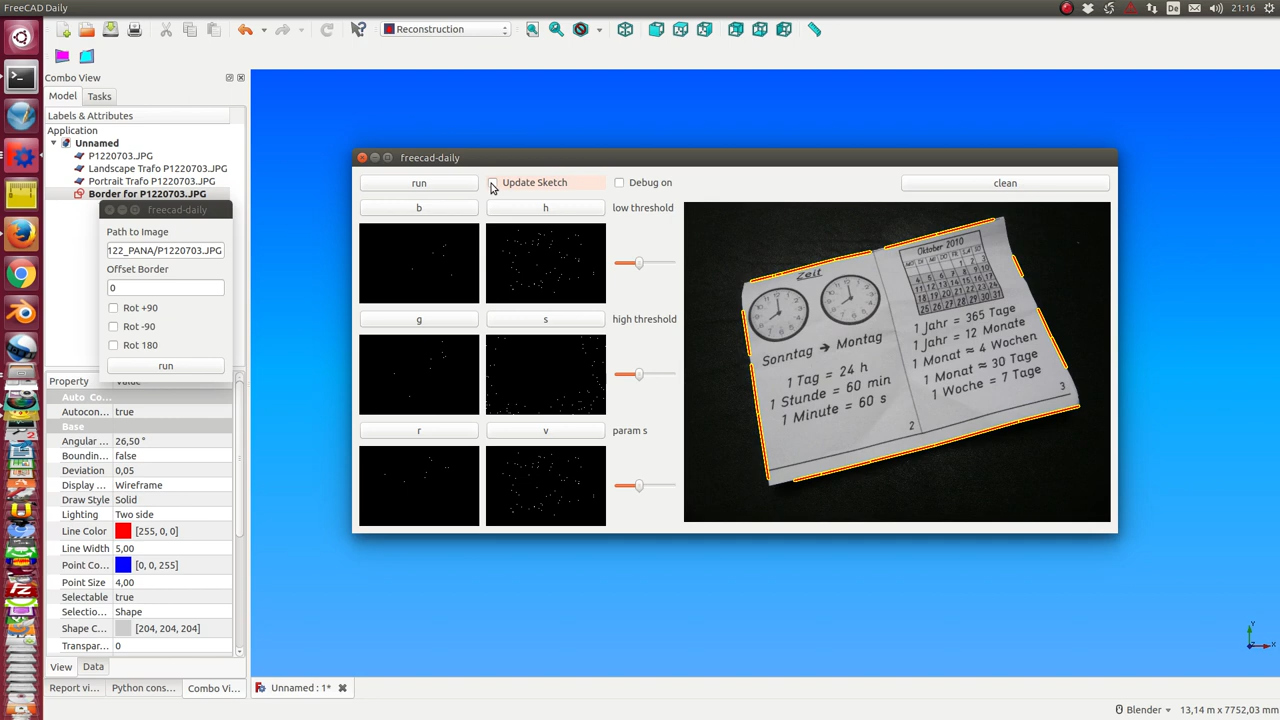 FreeCAD Daily
De
21:16
Reconstruction
Combo View
Model
Tasks
Labels & Attributes
Application
Unnamed
P1220703.JPG
Landscape Trafo P1220703.JPG
Portrait Trafo P1220703.JPG
Border for P1220703.JPG
freecad-daily
Path to Image
122_PANA/P1220703.JPG
Offset Border
0
Rot +90
Rot -90
Rot 180
run
Property
Value
Auto Co...
Autocon... true
Base
Angular ... 26,50 °
Boundin... false
Deviation 0,05
Display ... Wireframe
Draw Style Solid
Lighting Two side
Line Color [255, 0, 0]
Line Width 5,00
Point Co... [0, 0, 255]
Point Size 4,00
Selectable true
Selectio... Shape
Shape C... [204, 204, 204]
Transpar... 0
View
Data
Report vi...
Python cons...
Combo Vi...
freecad-daily
run
Update Sketch
Debug on
clean
b
h
low threshold
g
s
high threshold
r
v
param s
Zeit
Sonntag → Montag
1 Tag = 24 h
1 Stunde = 60 min
1 Minute = 60 s
2
Oktober 2010
1 Jahr = 365 Tage
1 Jahr = 12 Monate
1 Monat ≈ 4 Wochen
1 Monat ≈ 30 Tage
1 Woche = 7 Tage
3
Unnamed : 1*
Y
X
Blender
13,14 m x 7752,03 mm